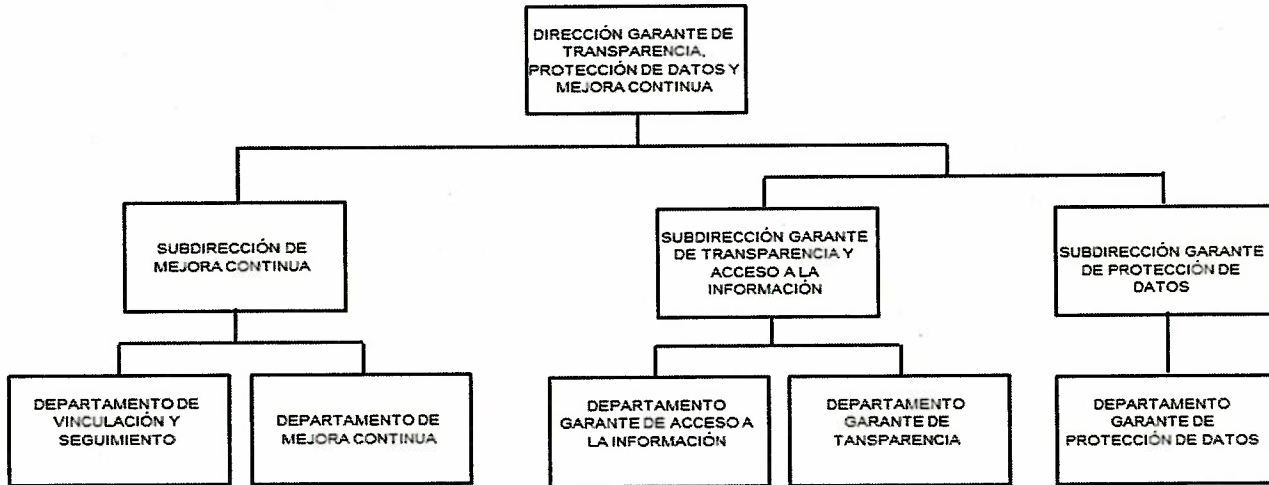 DIRECCIÓN GARANTE DE
TRANSPARENCIA,
PROTECCIÓN DE DATOS Y
MEJORA CONTINUA
SUBDIRECCIÓN DE
MEJORA CONTINUA
SUBDIRECCIÓN GARANTE
DE TRANSPARENCIA Y
ACCESO A LA
INFORMACIÓN
SUBDIRECCIÓN GARANTE
DE PROTECCIÓN DE
DATOS
DEPARTAMENTO DE
VINCULACIÓN Y
SEGUIMIENTO
DEPARTAMENTO DE
MEJORA CONTINUA
DEPARTAMENTO
GARANTE DE ACCESO A
LA INFORMACIÓN
DEPARTAMENTO
GARANTE DE
TANSPARENCIA
DEPARTAMENTO
GARANTE DE
PROTECCIÓN DE DATOS